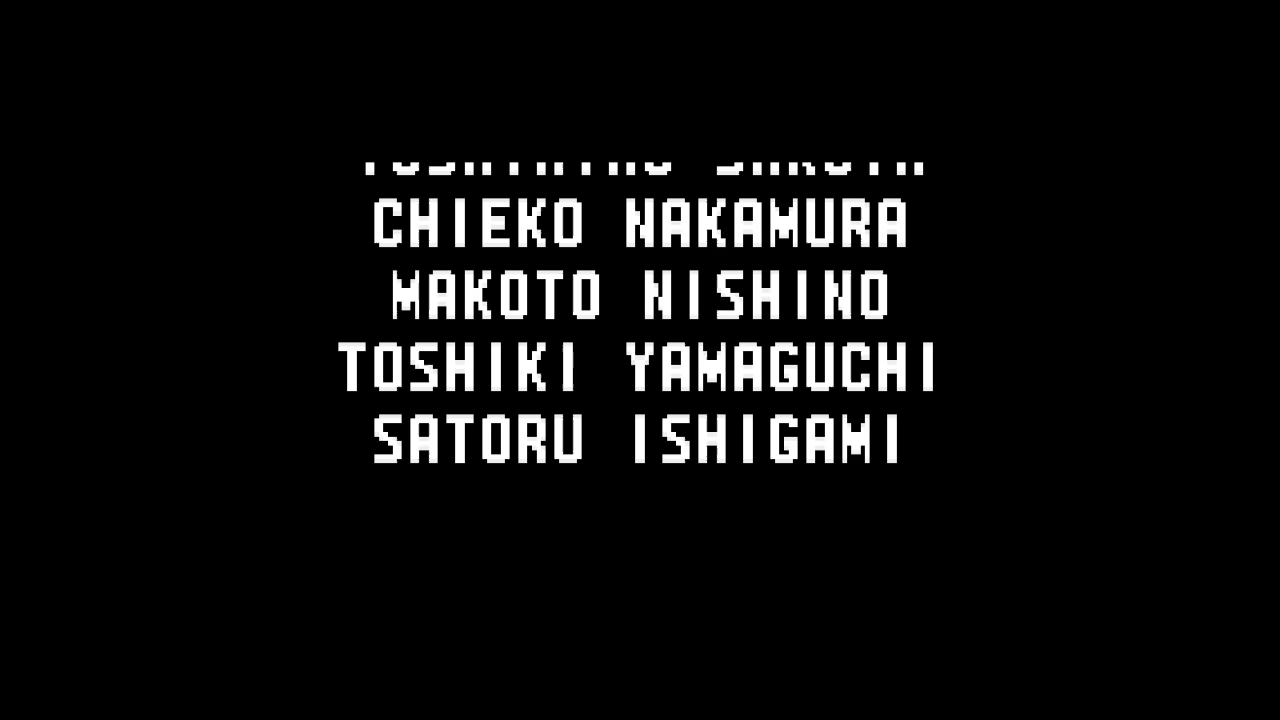 CHIEKO NAKAMURA
MAKOTO NISHINO
TOSHIKI YAMAGUCHI
SATORU ISHIGAMI